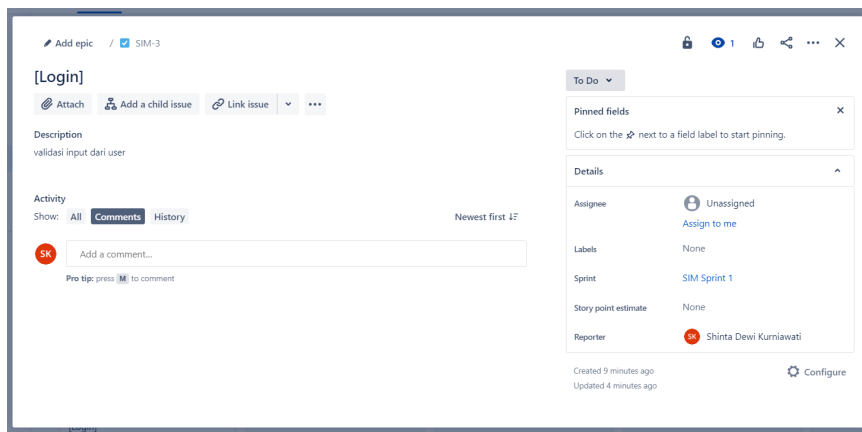 Add epic / SIM-3
1
[Login]
To Do
Attach Add a child issue Link issue
Pinned fields
Click on the next to a field label to start pinning.
Description
validasi input dari user
Details
Activity
Show: All Comments History Newest first
Assignee Unassigned
Assign to me
SK Add a comment...
Labels None
Pro tip: press M to comment
Sprint SIM Sprint 1
Story point estimate None
Reporter SK Shinta Dewi Kurniawati
Created 9 minutes ago
Configure
Updated 4 minutes ago
[Login]